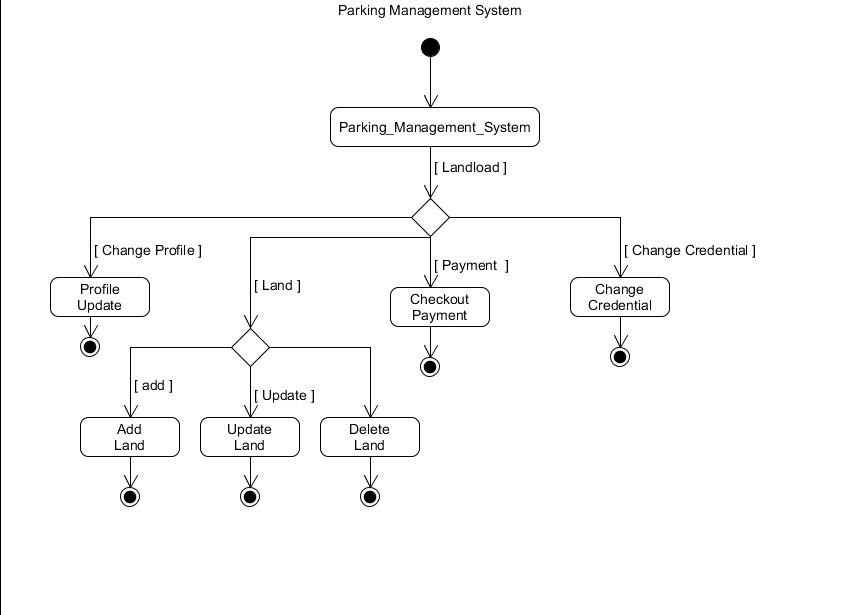 Parking Management System
Parking_Management_System
[ Landload ]
[ Change Profile ]
[ Change Credential ]
[ Payment  ]
[ Land ]
Profile
Update
Checkout
Payment
Change
Credential
[ add ]
[ Update ]
Add
Land
Update
Land
Delete
Land